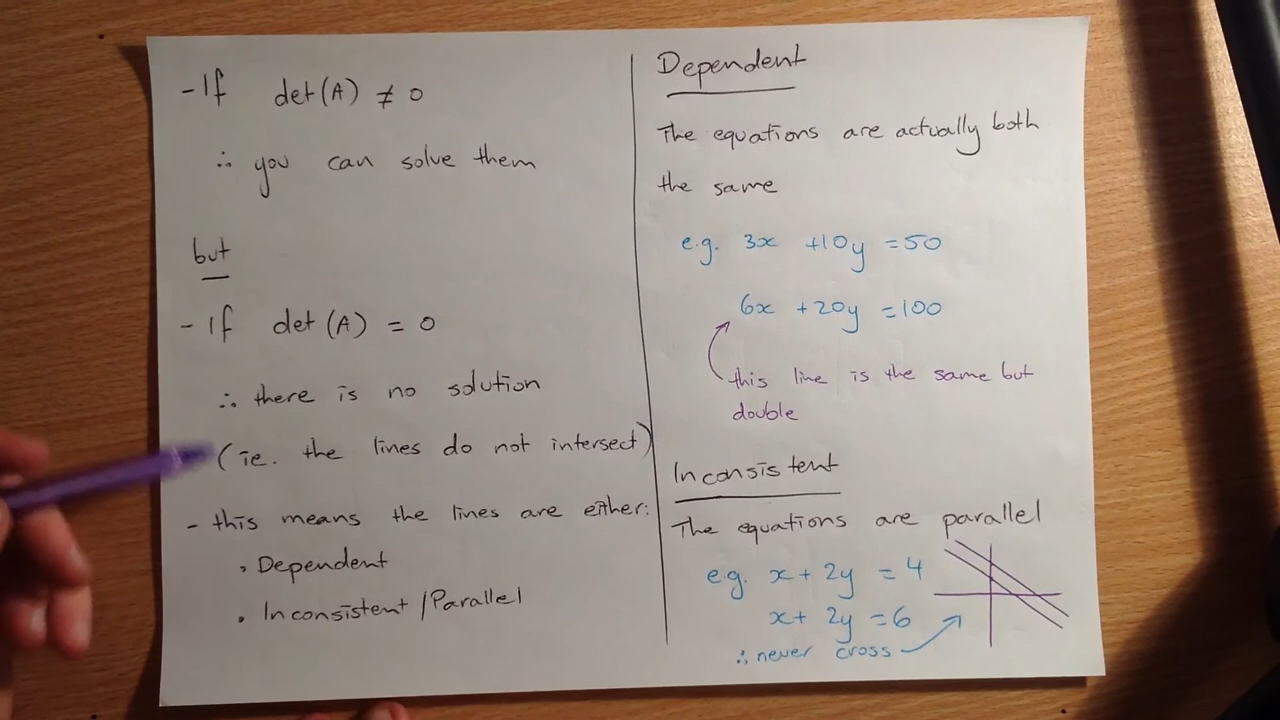 - If det(A) ≠ 0
∴ you can solve them
but
- If det(A) = 0
∴ there is no solution
(ie. the lines do not intersect)
- this means the lines are either:
• Dependent
• Inconsistent/Parallel
Dependent
The equations are actually both
the same
e.g. 3x +10y =50
6x +20y =100
this line is the same but
double
Inconsistent
The equations are parallel
e.g. x+2y =4
x+ 2y =6
∴ never cross